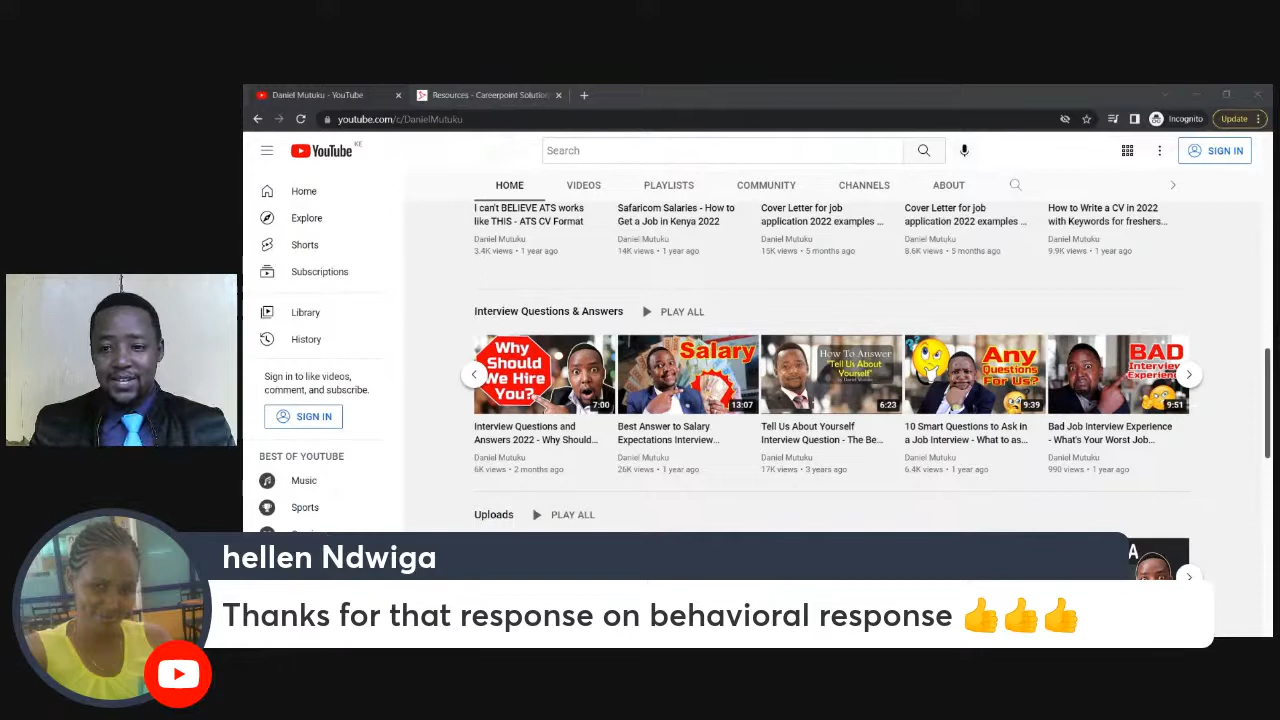 Daniel Mutuku - YouTube
Resources - Careerpoint Solution
youtube.com/c/DanielMutuku
Incognito
Update
YouTube KE
Search
SIGN IN
HOME
VIDEOS
PLAYLISTS
COMMUNITY
CHANNELS
ABOUT
Home
Explore
Shorts
Subscriptions
Library
History
Sign in to like videos,
comment, and subscribe.
SIGN IN
BEST OF YOUTUBE
Music
Sports
I can't BELIEVE ATS works
like THIS - ATS CV Format
Daniel Mutuku
3.4K views • 1 year ago
Safaricom Salaries - How to
Get a Job in Kenya 2022
Daniel Mutuku
14K views • 1 year ago
Cover Letter for job
application 2022 examples ...
Daniel Mutuku
15K views • 5 months ago
Cover Letter for job
application 2022 examples ...
Daniel Mutuku
8.6K views • 5 months ago
How to Write a CV in 2022
with Keywords for freshers...
Daniel Mutuku
9.9K views • 1 year ago
Interview Questions & Answers
PLAY ALL
Why
Should
We Hire
You?
7:00
Interview Questions and
Answers 2022 - Why Should...
Daniel Mutuku
6K views • 2 months ago
Salary
13:07
Best Answer to Salary
Expectations Interview...
Daniel Mutuku
26K views • 1 year ago
How To Answer
"Tell Us About
Yourself"
6:23
Tell Us About Yourself
Interview Question - The Be...
Daniel Mutuku
17K views • 3 years ago
Any
Questions
For Us?
9:39
10 Smart Questions to Ask in
a Job Interview - What to as...
Daniel Mutuku
6.4K views • 1 year ago
BAD
Interview
Experience
9:51
Bad Job Interview Experience
- What's Your Worst Job...
Daniel Mutuku
990 views • 1 year ago
Uploads
PLAY ALL
hellen Ndwiga
Thanks for that response on behavioral response 👍👍👍